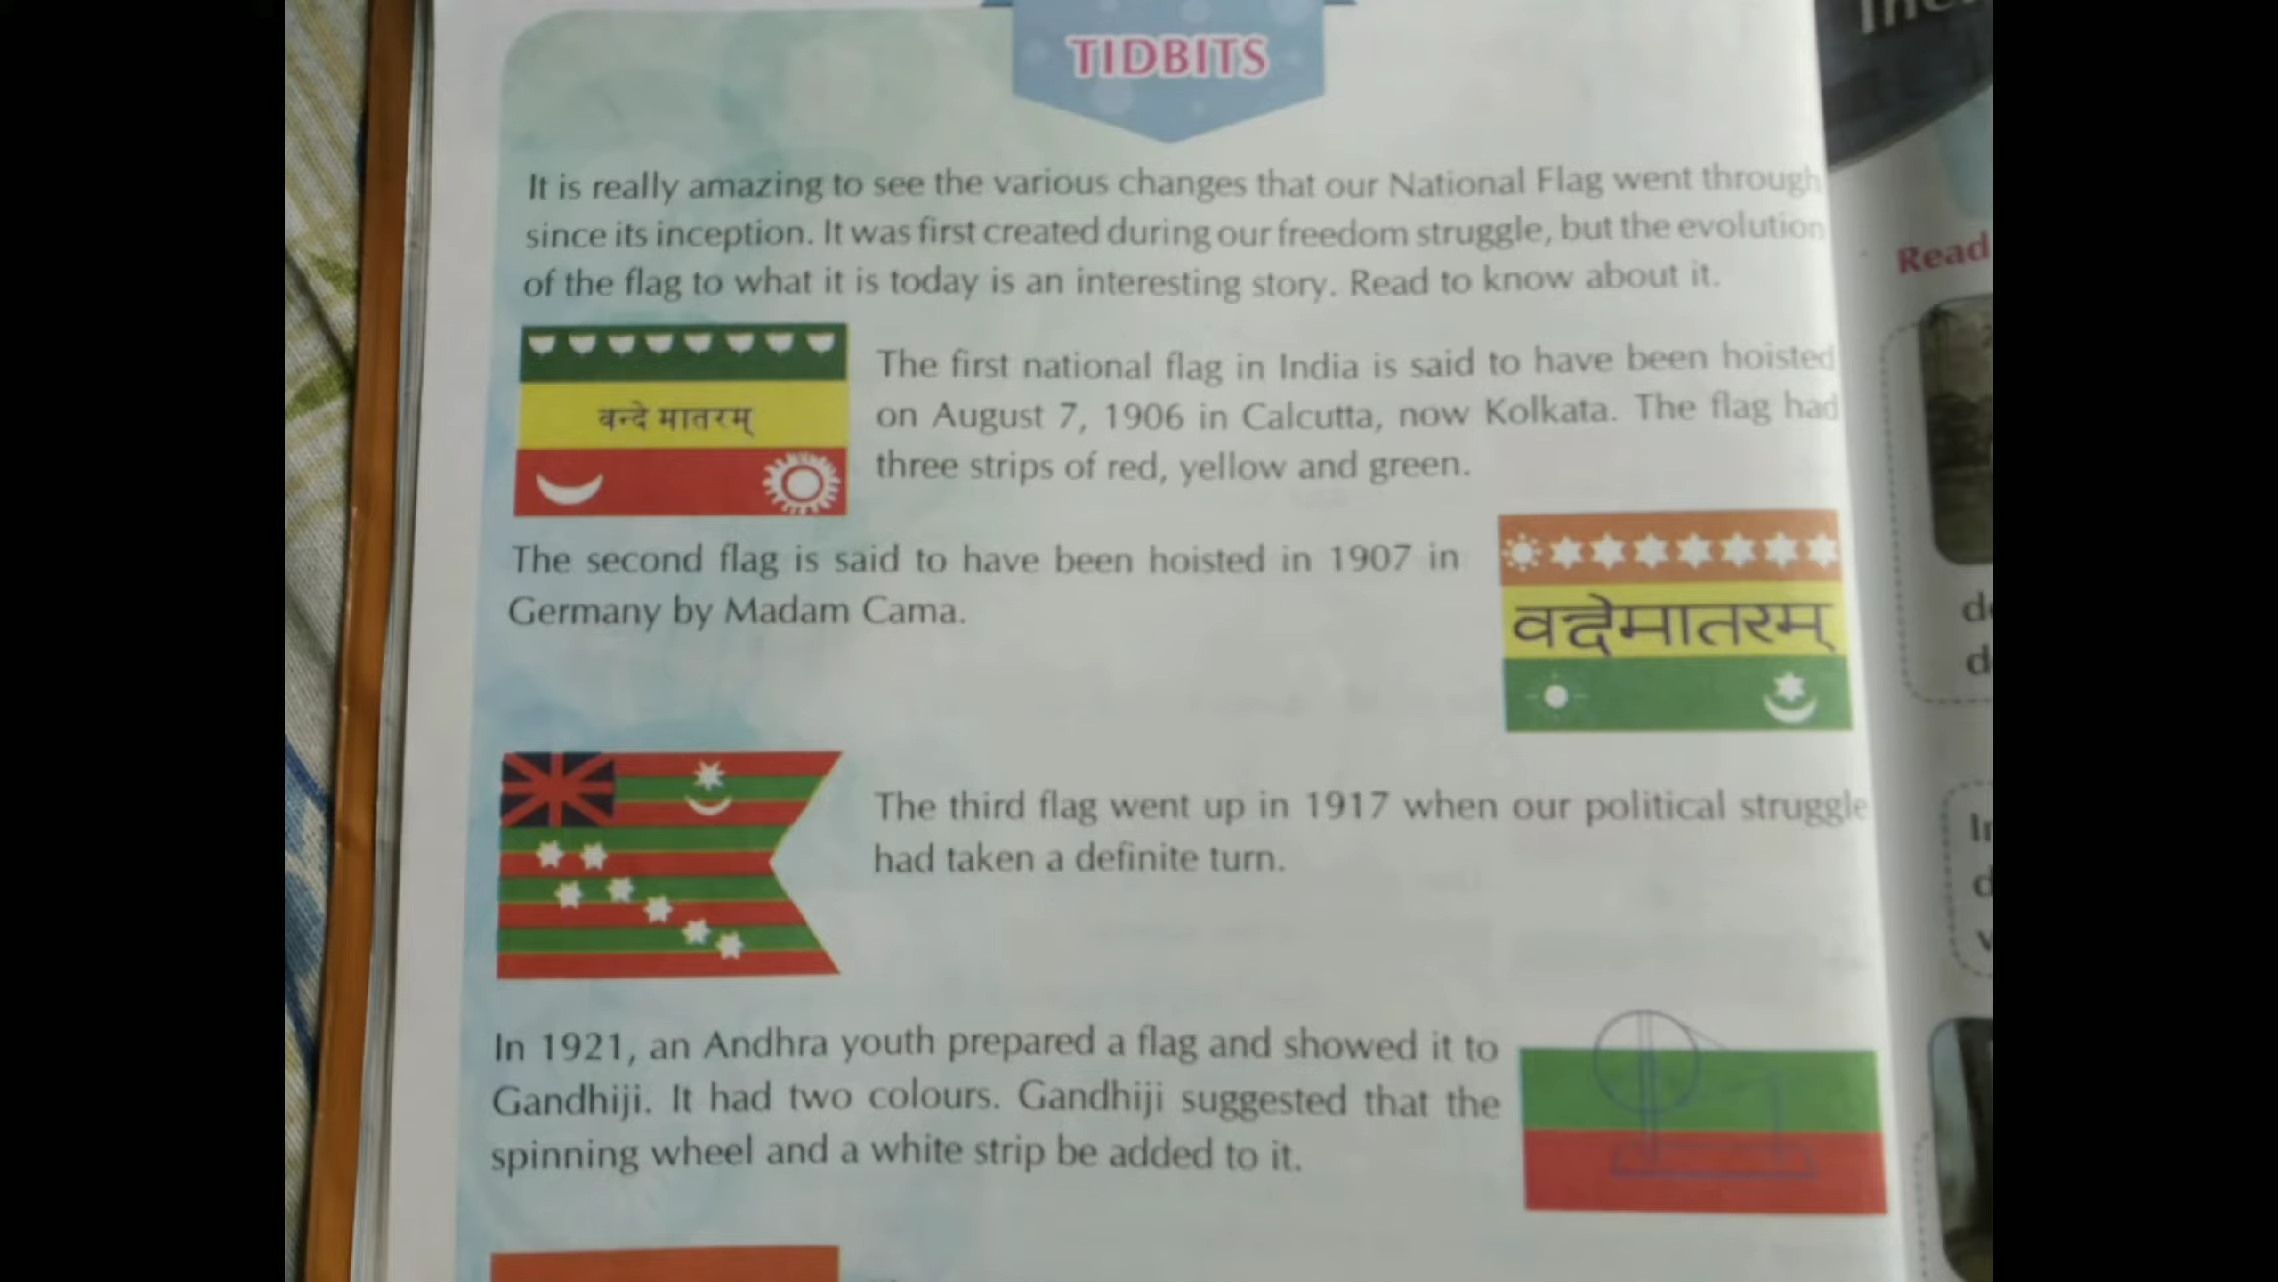 TIDBITS
It is really amazing to see the various changes that our National Flag went through
since its inception. It was first created during our freedom struggle, but the evolution
of the flag to what it is today is an interesting story. Read to know about it.
वन्दे मातरम्
The first national flag in India is said to have been hoisted
on August 7, 1906 in Calcutta, now Kolkata. The flag had
three strips of red, yellow and green.
The second flag is said to have been hoisted in 1907 in
Germany by Madam Cama.
वन्देमातरम्
The third flag went up in 1917 when our political struggle
had taken a definite turn.
In 1921, an Andhra youth prepared a flag and showed it to
Gandhiji. It had two colours. Gandhiji suggested that the
spinning wheel and a white strip be added to it.
Read